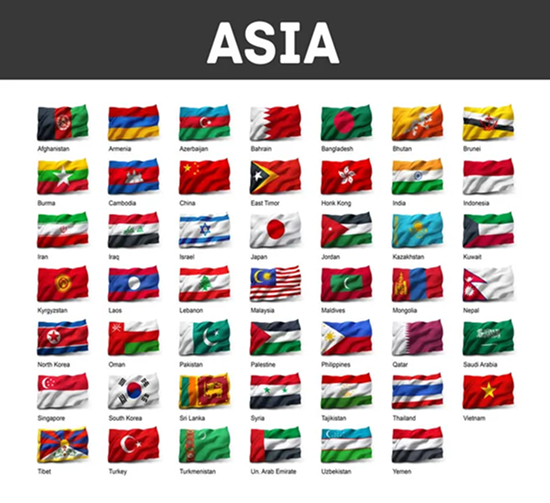 ASIA
Afghanistan Armenia Azerbaijan Bahrain Bangladesh Bhutan Brunei
Burma Cambodia China East Timor Honk Kong India Indonesia
Iran Iraq Israel Japan Jordan Kazakhstan Kuwait
Kyrgyzstan Laos Lebanon Malaysia Maldives Mongolia Nepal
North Korea Oman Pakistan Palestine Philippines Qatar Saudi Arabia
Singapore South Korea Sri Lanka Syria Tajikistan Thailand Vietnam
Tibet Turkey Turkmenistan Un. Arab Emirate Uzbekistan Yemen